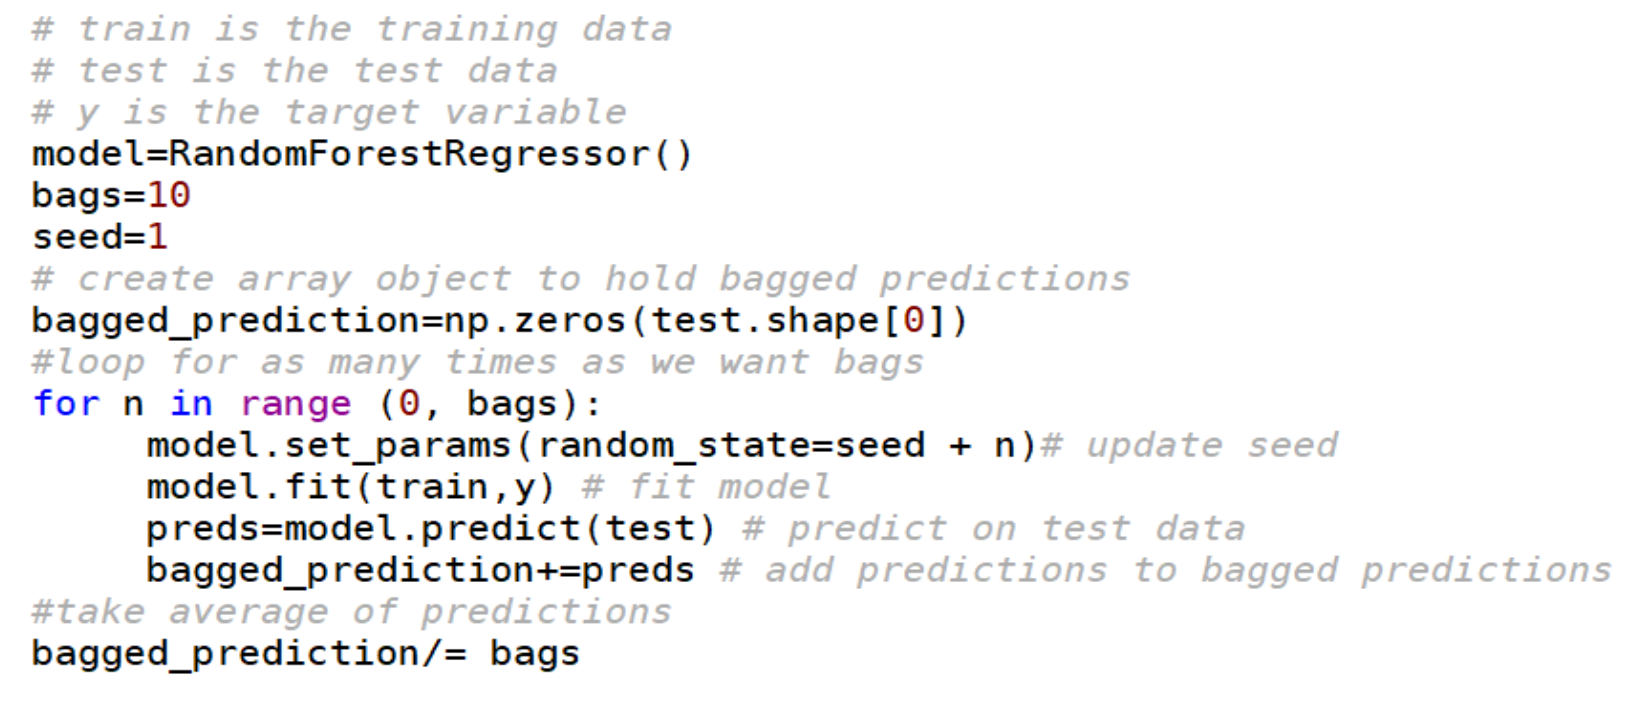 # train is the training data
# test is the test data
# y is the target variable
model=RandomForestRegressor()
bags=10
seed=1
# create array object to hold bagged predictions
bagged_prediction=np.zeros(test.shape[0])
#loop for as many times as we want bags
for n in range (0, bags):
     model.set_params(random_state=seed + n)# update seed
     model.fit(train,y) # fit model
     preds=model.predict(test) # predict on test data
     bagged_prediction+=preds # add predictions to bagged predictions
#take average of predictions
bagged_prediction/= bags